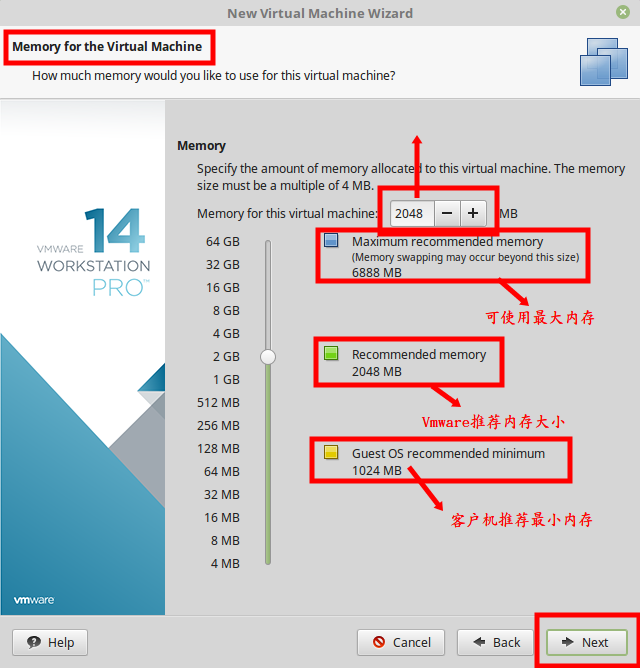 New Virtual Machine Wizard
Memory for the Virtual Machine
How much memory would you like to use for this virtual machine?
Memory
Specify the amount of memory allocated to this virtual machine. The memory
size must be a multiple of 4 MB.
Memory for this virtual machine: 2048 MB
14
VMWARE
WORKSTATION
PRO™
64 GB
32 GB
16 GB
8 GB
4 GB
2 GB
1 GB
512 MB
256 MB
128 MB
64 MB
32 MB
16 MB
8 MB
4 MB
Maximum recommended memory
(Memory swapping may occur beyond this size)
6888 MB
可使用最大内存
Recommended memory
2048 MB
Vmware推荐内存大小
Guest OS recommended minimum
1024 MB
客户机推荐最小内存
vmware
Help
Cancel
Back
Next